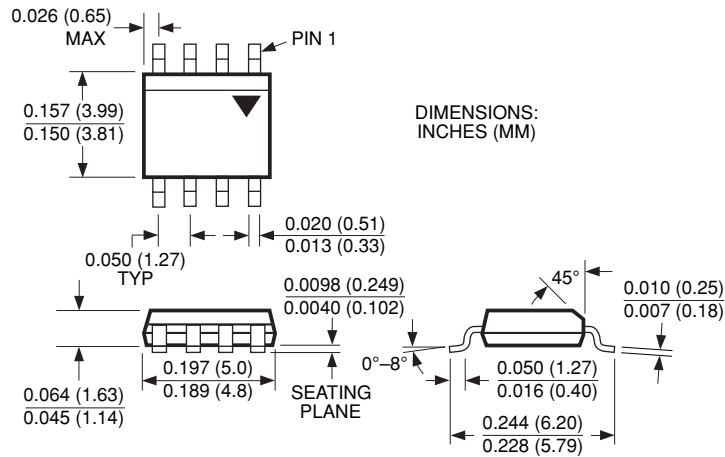 0.026 (0.65)
MAX
PIN 1
0.157 (3.99)
0.150 (3.81)
DIMENSIONS:
INCHES (MM)
0.020 (0.51)
0.013 (0.33)
0.050 (1.27)
TYP
0.0098 (0.249)
0.0040 (0.102)
45°
0.010 (0.25)
0.007 (0.18)
0°–8°
0.064 (1.63)
0.045 (1.14)
0.197 (5.0)
0.189 (4.8)
SEATING
PLANE
0.050 (1.27)
0.016 (0.40)
0.244 (6.20)
0.228 (5.79)